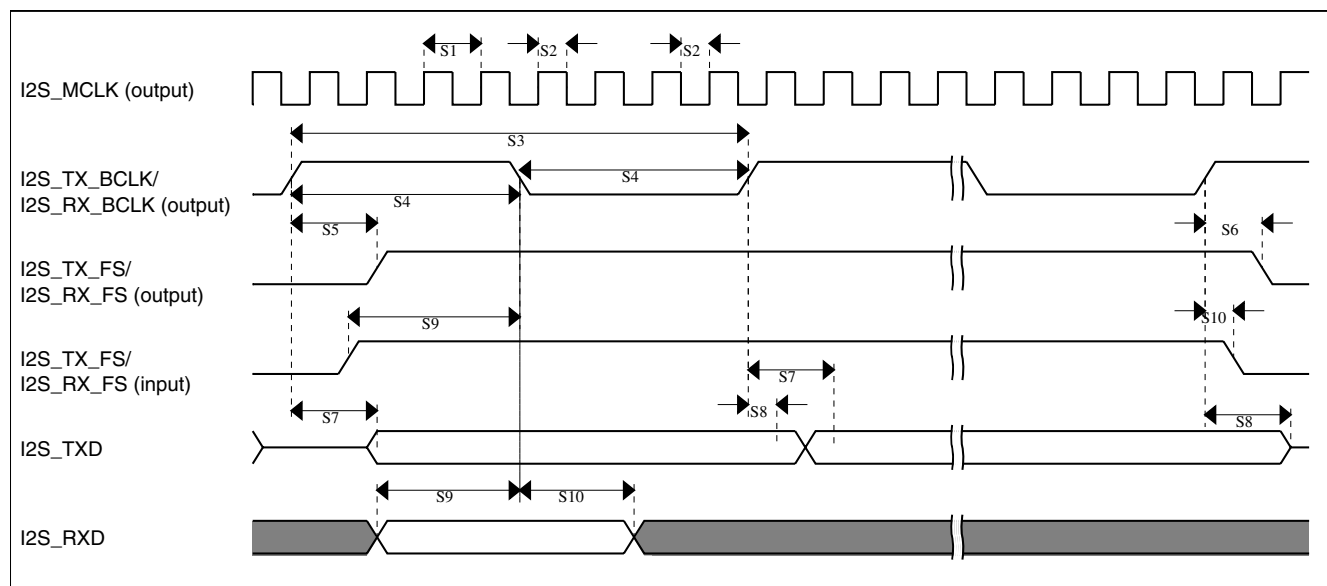 S1 S2 S2
I2S_MCLK (output)
S3
I2S_TX_BCLK/
I2S_RX_BCLK (output)
S4
S4
S5 S6
I2S_TX_FS/
I2S_RX_FS (output)
S9 S10
I2S_TX_FS/
I2S_RX_FS (input)
S7
S7 S8 S8
I2S_TXD
S9 S10
I2S_RXD